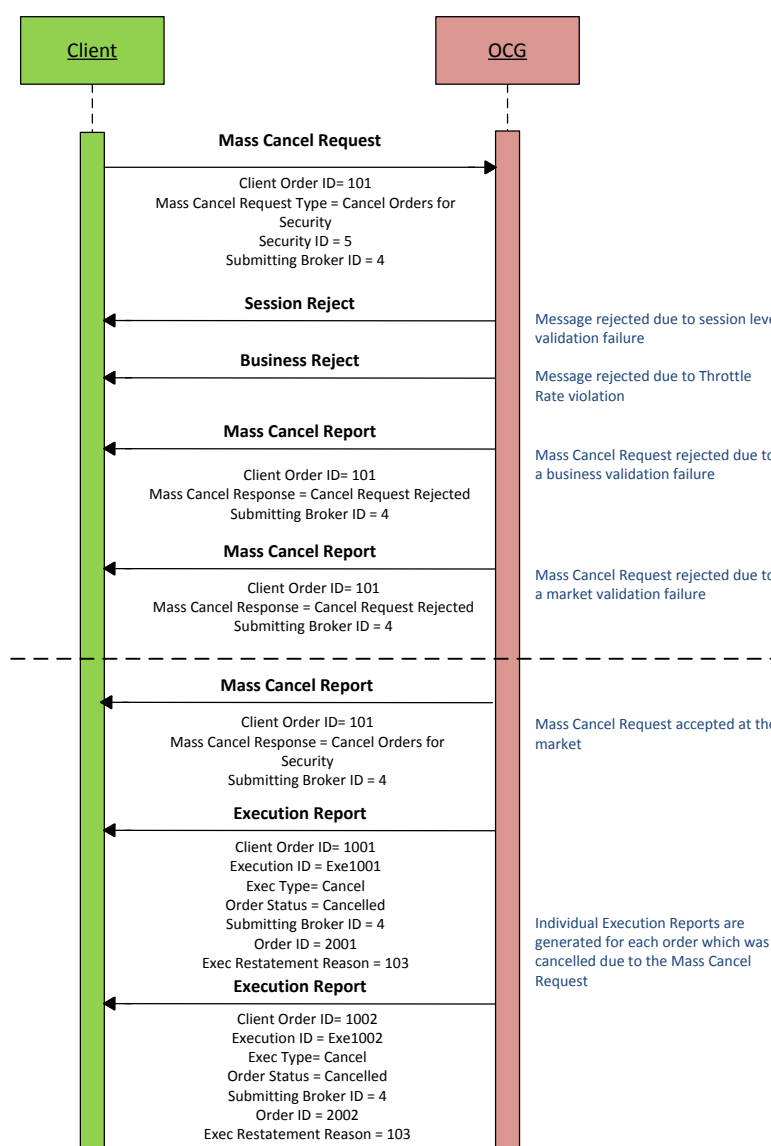 Client
OCG
Mass Cancel Request
Client Order ID= 101
Mass Cancel Request Type = Cancel Orders for
Security
Security ID = 5
Submitting Broker ID = 4
Session Reject
Message rejected due to session leve
validation failure
Business Reject
Message rejected due to Throttle
Rate violation
Mass Cancel Report
Mass Cancel Request rejected due to
a business validation failure
Client Order ID= 101
Mass Cancel Response = Cancel Request Rejected
Submitting Broker ID = 4
Mass Cancel Report
Mass Cancel Request rejected due to
a market validation failure
Client Order ID= 101
Mass Cancel Response = Cancel Request Rejected
Submitting Broker ID = 4
Mass Cancel Report
Mass Cancel Request accepted at the
market
Client Order ID= 101
Mass Cancel Response = Cancel Orders for
Security
Submitting Broker ID = 4
Execution Report
Client Order ID= 1001
Execution ID = Exe1001
Exec Type= Cancel
Order Status = Cancelled
Submitting Broker ID = 4
Order ID = 2001
Exec Restatement Reason = 103
Individual Execution Reports are
generated for each order which was
cancelled due to the Mass Cancel
Request
Execution Report
Client Order ID= 1002
Execution ID = Exe1002
Exec Type= Cancel
Order Status = Cancelled
Submitting Broker ID = 4
Order ID = 2002
Exec Restatement Reason = 103